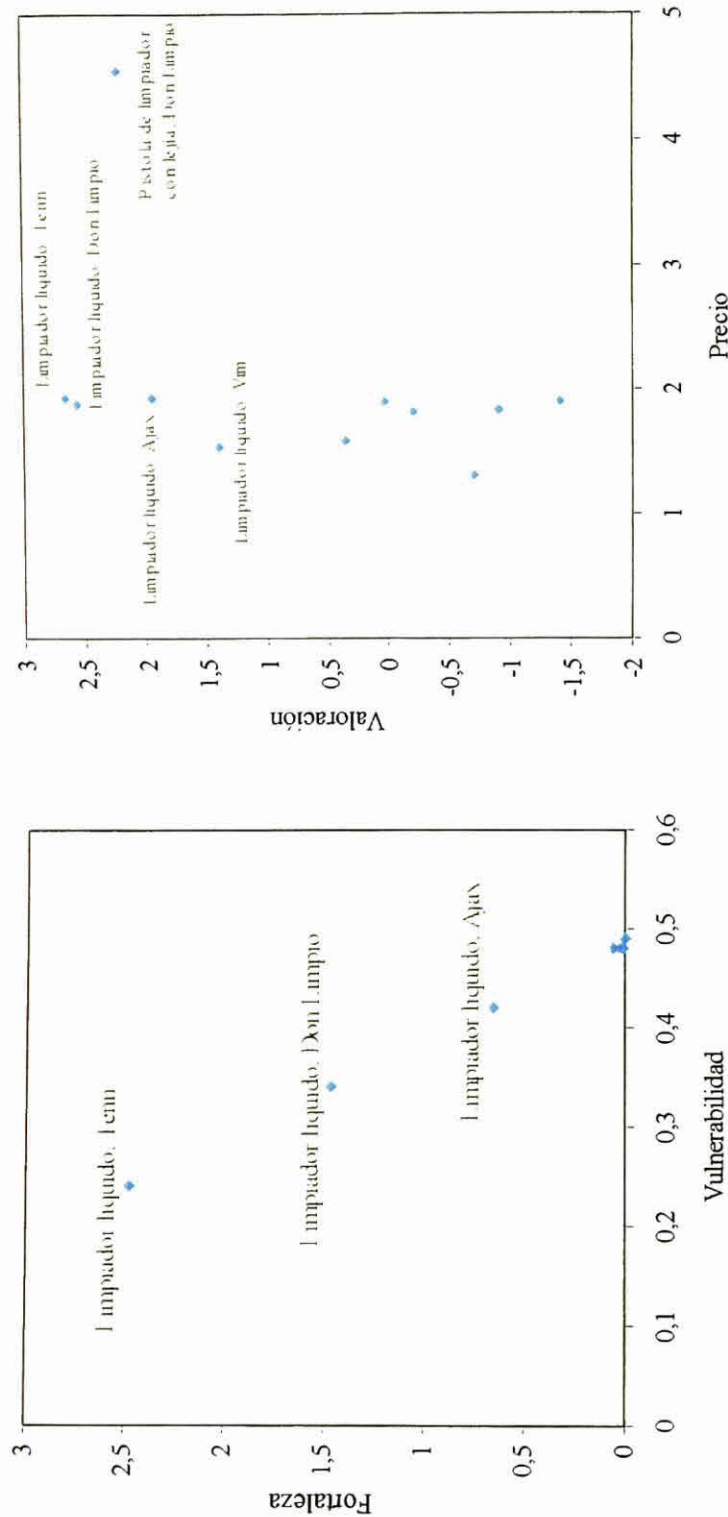 3
2,5
2
1,5
1
0,5
0
Fortaleza
0
0,1
0,2
0,3
0,4
0,5
0,6
Vulnerabilidad
Limpiador líquido, Tenn
Limpiador líquido, Don Limpio
Limpiador líquido, Ajax
3
2,5
2
1,5
1
0,5
0
-0,5
-1
-1,5
-2
Valoración
0
1
2
3
4
5
Precio
Limpiador líquido Tenn
Limpiador líquido Don Limpio
Limpiador líquido Ajax
Limpiador líquido Vim
Pistola de limpiador
con lejía, Don Limpio